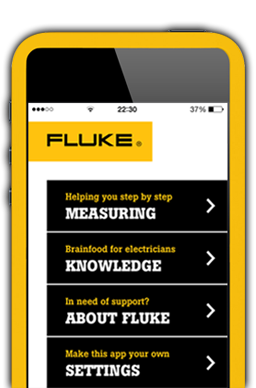 22:30 37%
FLUKE®
Helping you step by step
MEASURING
Brainfood for electricians
KNOWLEDGE
In need of support?
ABOUT FLUKE
Make this app your own
SETTINGS